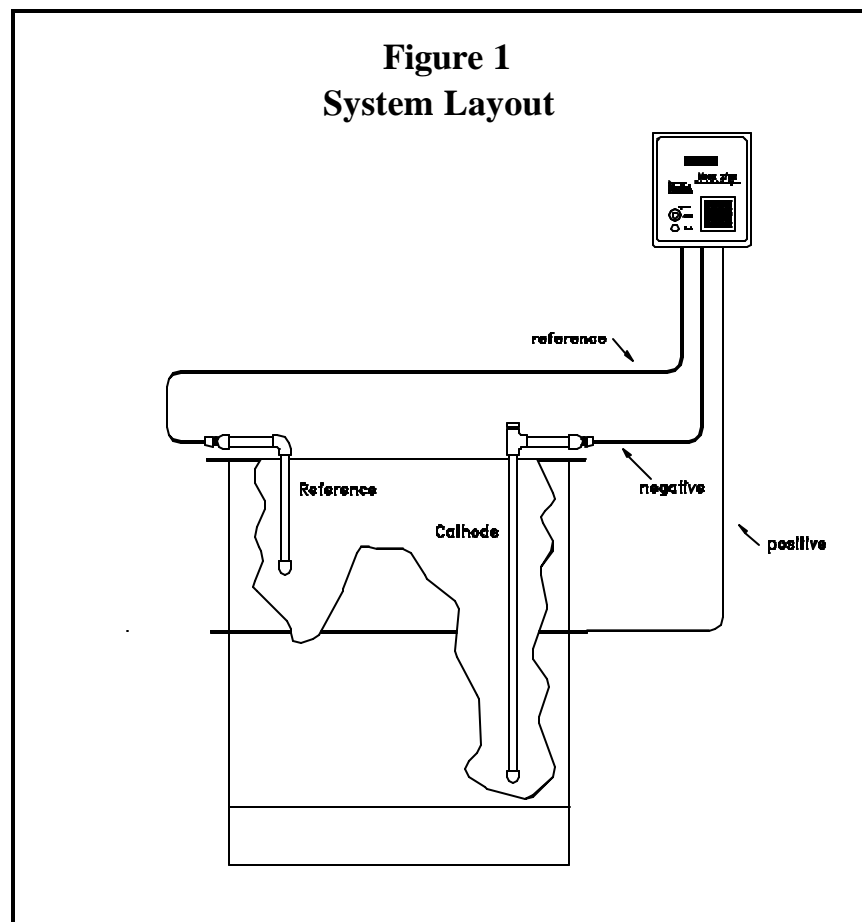 Figure 1
System Layout
reference
Reference
negative
Cathode
positive